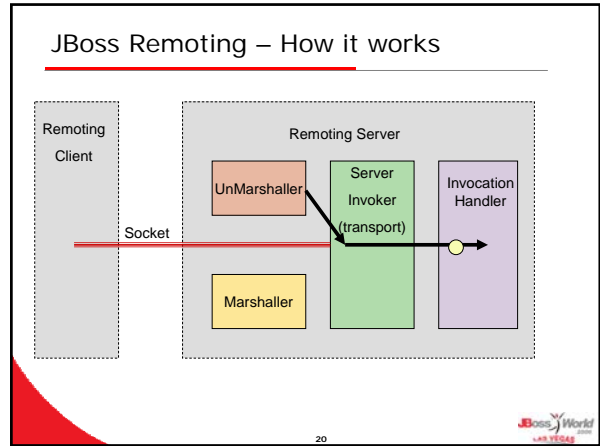 JBoss Remoting – How it works
Remoting
Client
Remoting Server
UnMarshaller
Server
Invoker
(transport)
Invocation
Handler
Socket
Marshaller
20
JBoss World
LAS VEGAS